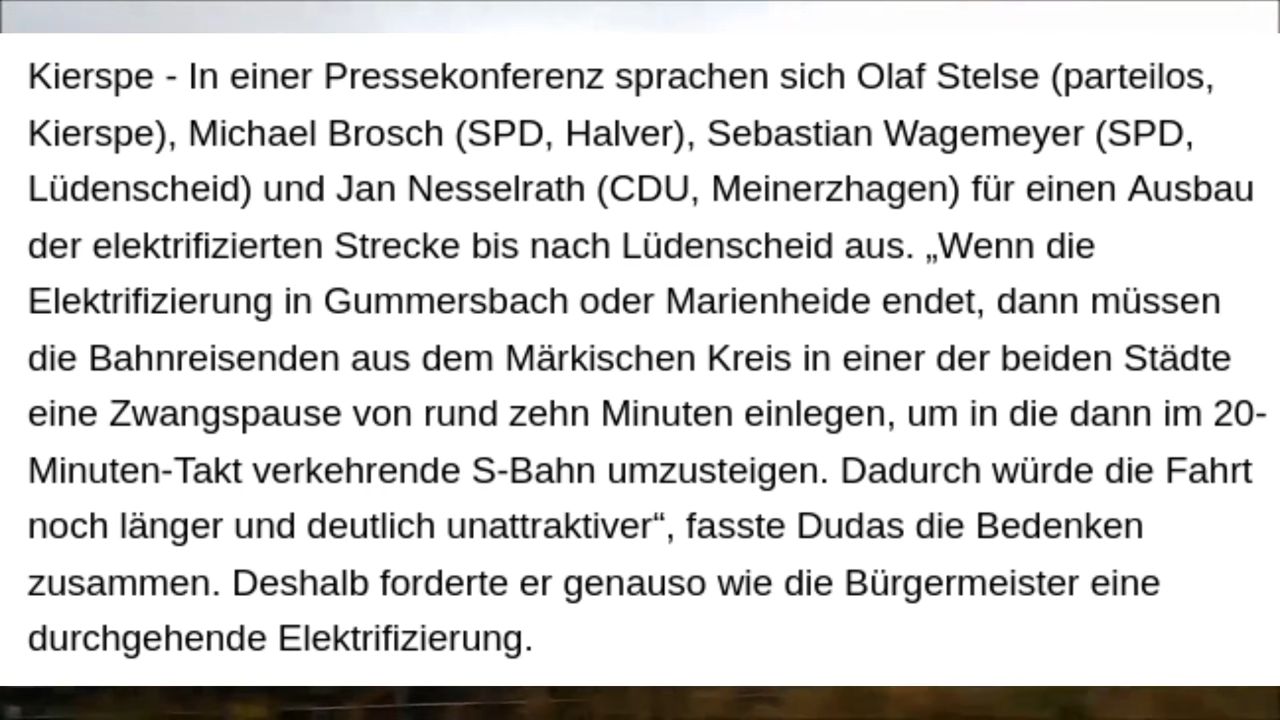 Kierspe - In einer Pressekonferenz sprachen sich Olaf Stelse (parteilos,
Kierspe), Michael Brosch (SPD, Halver), Sebastian Wagemeyer (SPD,
Lüdenscheid) und Jan Nesselrath (CDU, Meinerzhagen) für einen Ausbau
der elektrifizierten Strecke bis nach Lüdenscheid aus. „Wenn die
Elektrifizierung in Gummersbach oder Marienheide endet, dann müssen
die Bahnreisenden aus dem Märkischen Kreis in einer der beiden Städte
eine Zwangspause von rund zehn Minuten einlegen, um in die dann im 20-
Minuten-Takt verkehrende S-Bahn umzusteigen. Dadurch würde die Fahrt
noch länger und deutlich unattraktiver“, fasste Dudas die Bedenken
zusammen. Deshalb forderte er genauso wie die Bürgermeister eine
durchgehende Elektrifizierung.